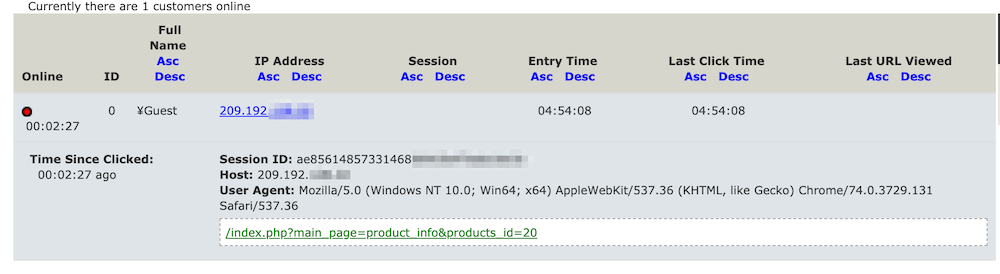 Currently there are 1 customers online
Full
Name
Asc
Desc
Online
ID
IP Address
Asc Desc
Session
Asc Desc
Entry Time
Asc Desc
Last Click Time
Asc Desc
Last URL Viewed
Asc Desc
00:02:27
0
¥Guest
209.192.
04:54:08
04:54:08
Time Since Clicked:
00:02:27 ago
Session ID: ae85614857331468
Host: 209.192.
User Agent: Mozilla/5.0 (Windows NT 10.0; Win64; x64) AppleWebKit/537.36 (KHTML, like Gecko) Chrome/74.0.3729.131
Safari/537.36
/index.php?main_page=product_info&products_id=20